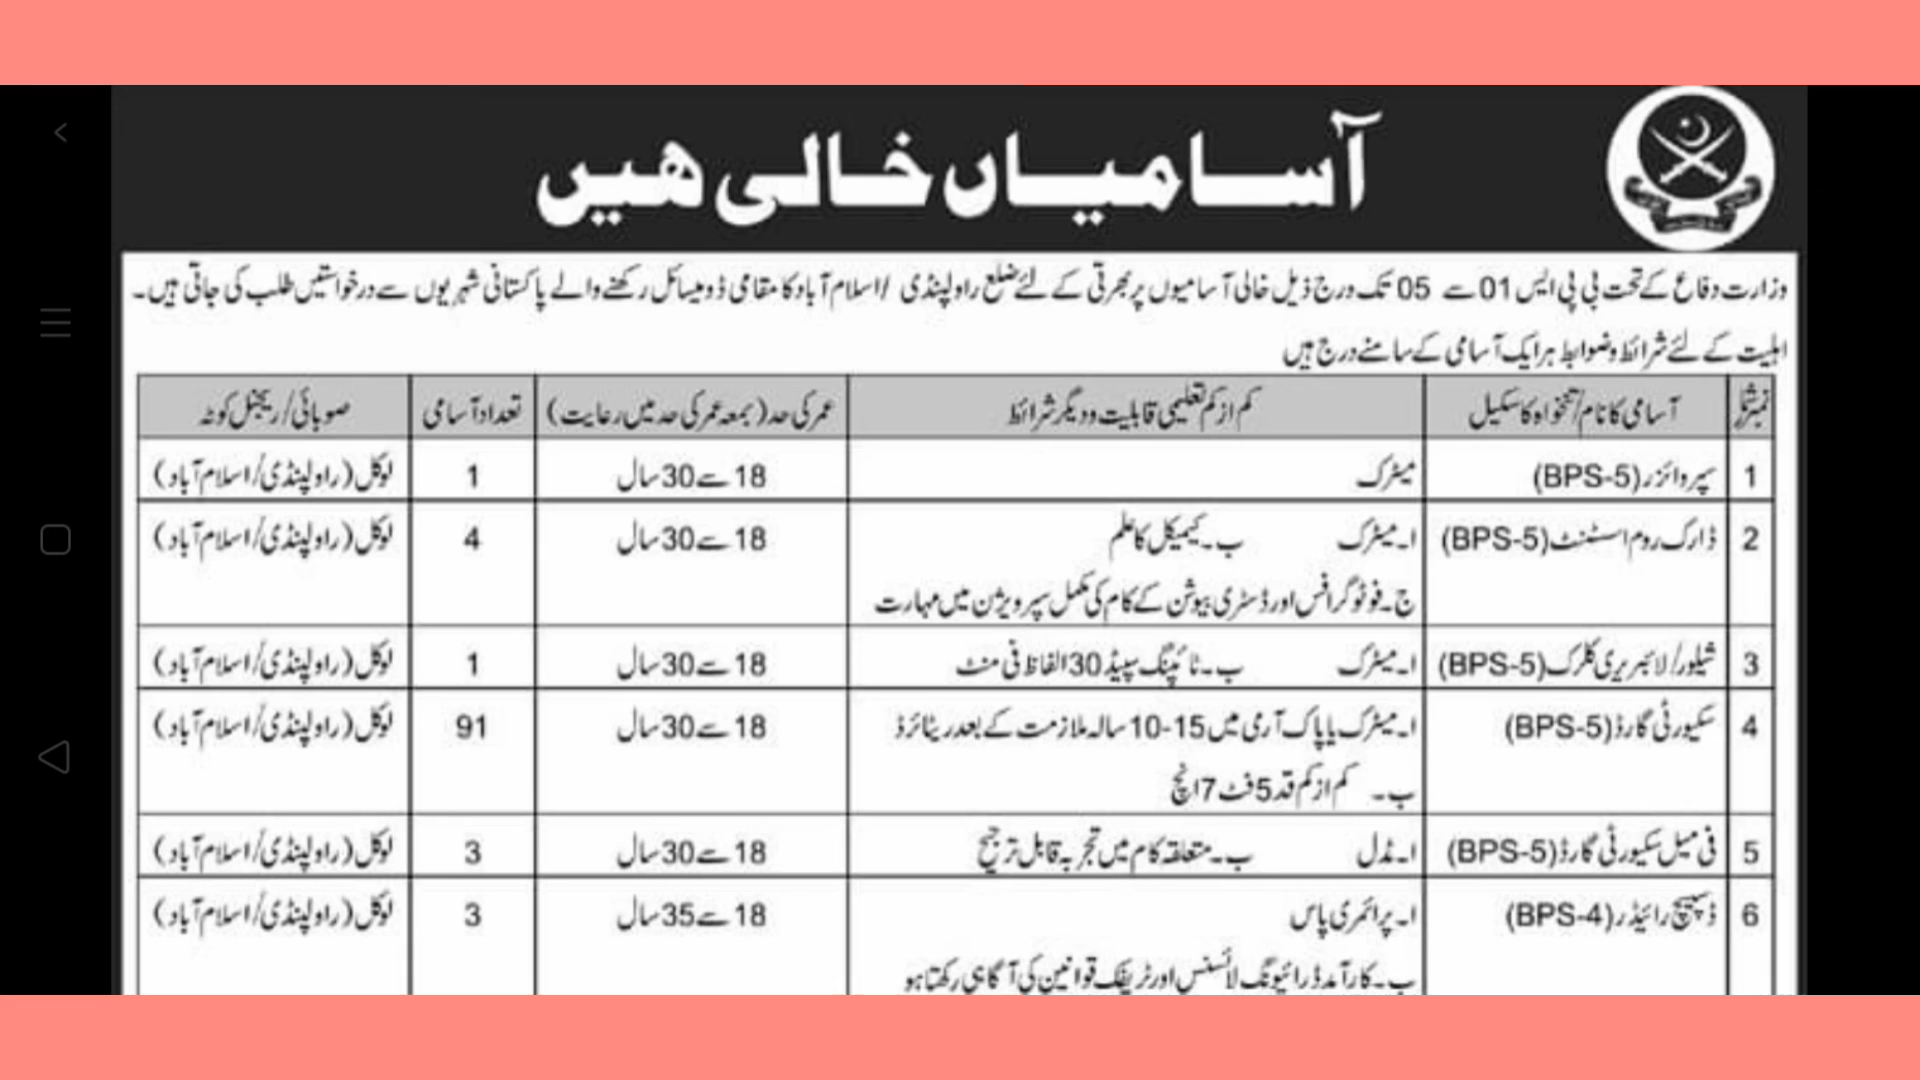 آسامیاں خالی ہیں
وزارت دفاع کے تحت بی پی ایس 01 سے 05 تک درج ذیل خالی آسامیوں پر بھرتی کے لئے ضلع راولپنڈی /اسلام آباد کا مقامی ڈومیسائل رکھنے والے پاکستانی شہریوں سے درخواستیں طلب کی جاتی ہیں۔
اہلیت کے لئے شرائط وضوابط ہر ایک آسامی کے سامنے درج ہیں
نمبر شمار آسامی کا نام/تنخواہ کا سکیل کم از کم تعلیمی قابلیت و دیگر شرائط عمر کی حد (بمعہ عمر کی حد میں رعایت) تعداد آسامی صوبائی/ریجنل کوٹہ
1 سپروائزر (BPS-5) میٹرک 18 سے 30 سال 1 لوکل (راولپنڈی/اسلام آباد)
2 ڈارک روم اسسٹنٹ (BPS-5) ا۔ میٹرک ب۔ کیمیکل کا علم 18 سے 30 سال 4 لوکل (راولپنڈی/اسلام آباد)
ج۔ فوٹو گرافس اور ڈسٹری بیوشن کے کام کی مکمل سپرویژن میں مہارت
3 شیلور/لائبریری کلرک (BPS-5) ا۔ میٹرک ب۔ ٹائپنگ سپیڈ 30 الفاظ فی منٹ 18 سے 30 سال 1 لوکل (راولپنڈی/اسلام آباد)
4 سکیورٹی گارڈ (BPS-5) ا۔ میٹرک یا پاک آرمی میں 15-10 سالہ ملازمت کے بعد ریٹائرڈ 18 سے 30 سال 91 لوکل (راولپنڈی/اسلام آباد)
ب۔ کم از کم قد 5 فٹ 7 انچ
5 فی میل سکیورٹی گارڈ (BPS-5) ا۔ مڈل ب۔ متعلقہ کام میں تجربہ قابل ترجیح 18 سے 30 سال 3 لوکل (راولپنڈی/اسلام آباد)
6 ڈسپیچ رائیڈر (BPS-4) ا۔ پرائمری پاس 18 سے 35 سال 3 لوکل (راولپنڈی/اسلام آباد)
ب۔ کارآمد ڈرائیونگ لائسنس اور ٹریفک قوانین کی آگاہی رکھتا ہو